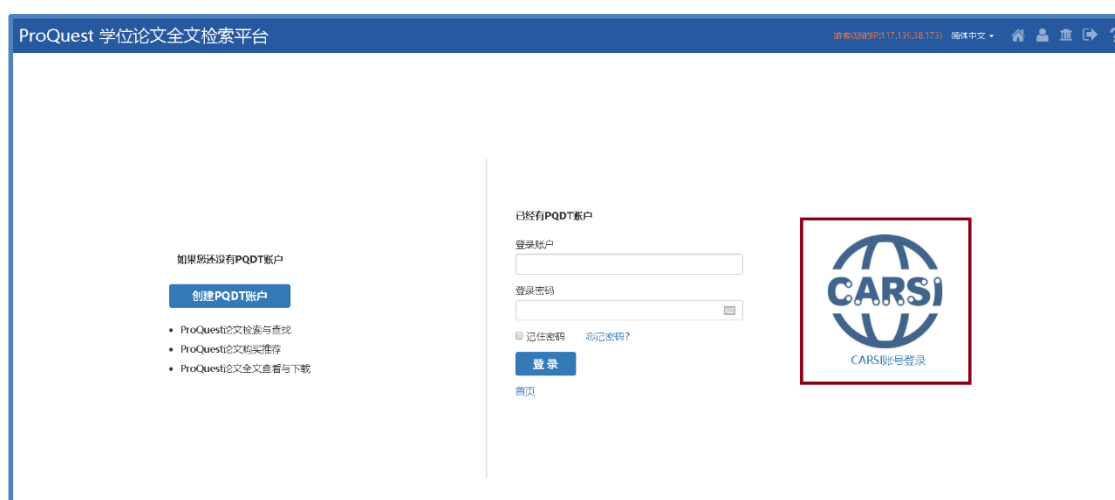 ProQuest 学位论文全文检索平台
游客(您的IP:117.136.38.173) 简体中文
如果您还没有PQDT账户
创建PQDT账户
ProQuest论文检索与查找
ProQuest论文购买推荐
ProQuest论文全文查看与下载
已经有PQDT账户
登录账户
登录密码
记住密码 忘记密码?
登 录
首页
CARSI
CARSI账号登录